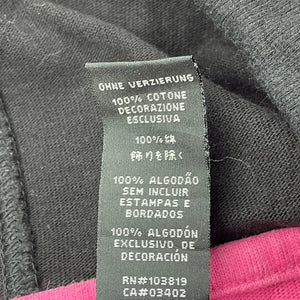 OHNE VERZIERUNG
100% COTONE
DECORAZIONE
ESCLUSIVA
100% 綿
飾りを除く
100% ALGODÃO
SEM INCLUIR
ESTAMPAS E
BORDADOS
100% ALGODÓN
EXCLUSIVO DE
DECORACIÓN
RN#103819
CA#03402